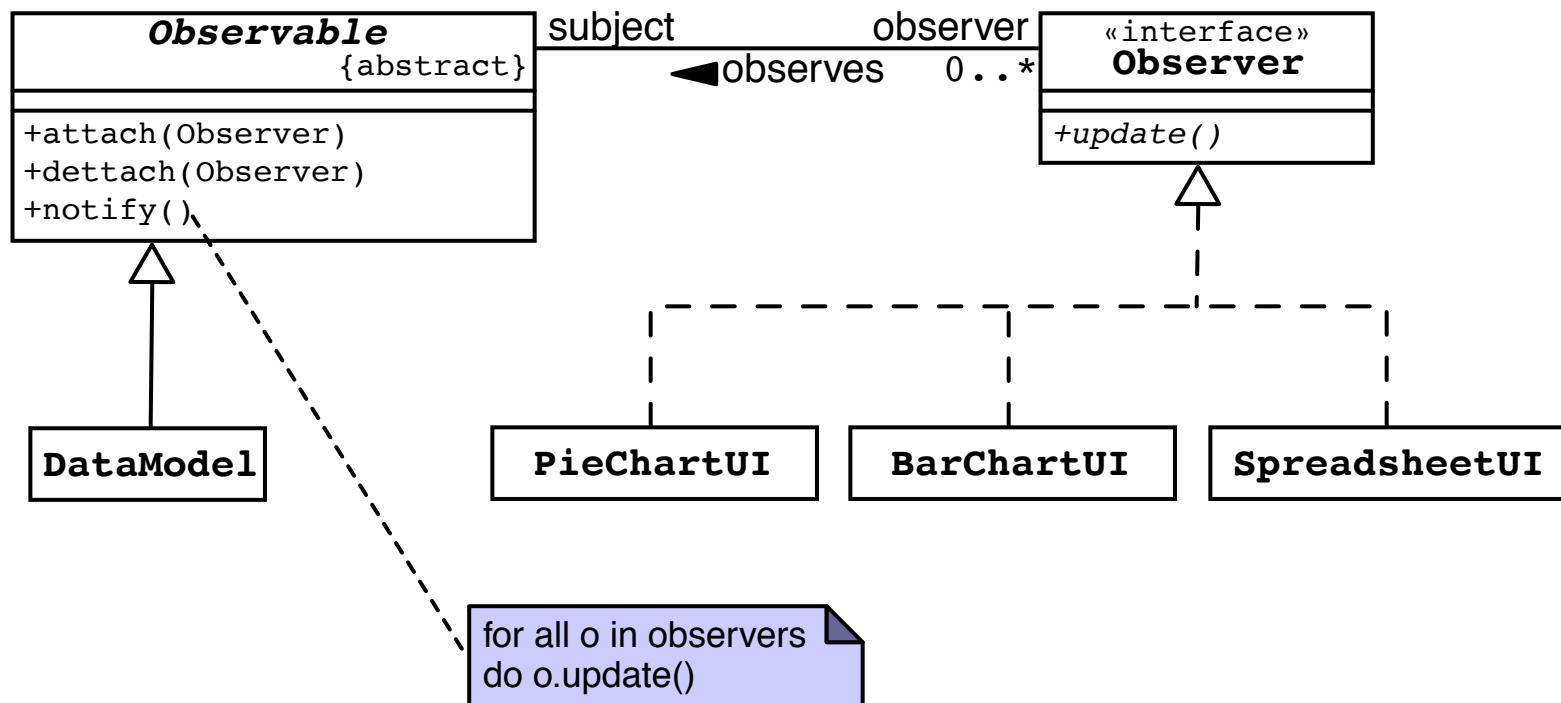 Observable
{abstract}
+attach(Observer)
+dettach(Observer)
+notify()
subject
observer
observes
0..*
«interface»
Observer
+update()
DataModel
PieChartUI
BarChartUI
SpreadsheetUI
for all o in observers
do o.update()